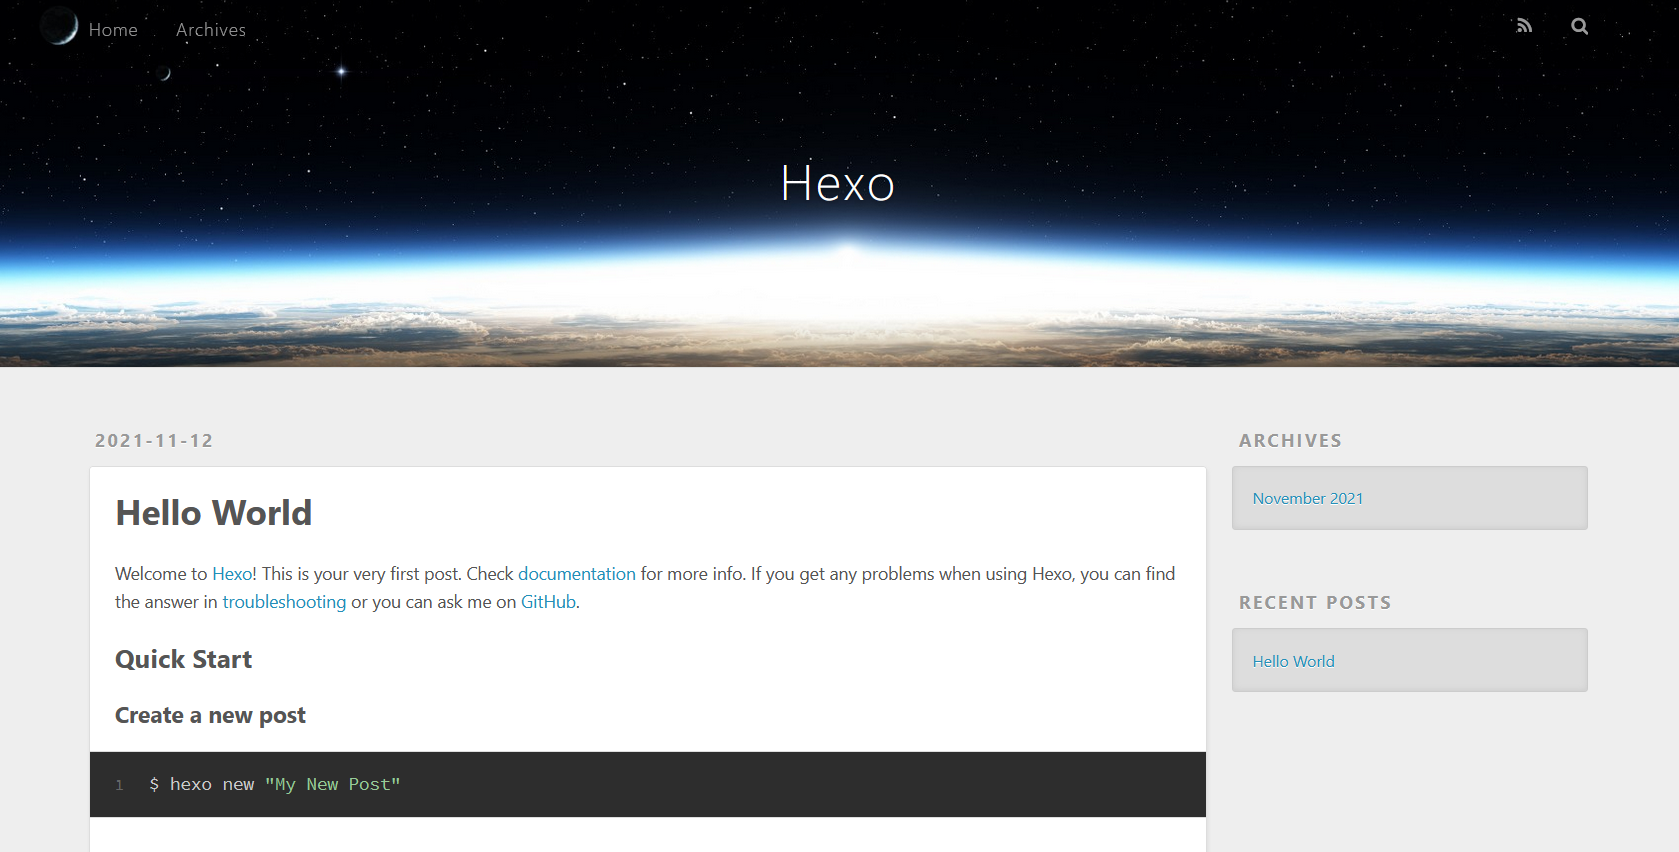 Home Archives
Hexo
2021-11-12
Hello World
Welcome to Hexo! This is your very first post. Check documentation for more info. If you get any problems when using Hexo, you can find
the answer in troubleshooting or you can ask me on GitHub.
Quick Start
Create a new post
1 $ hexo new "My New Post"
ARCHIVES
November 2021
RECENT POSTS
Hello World